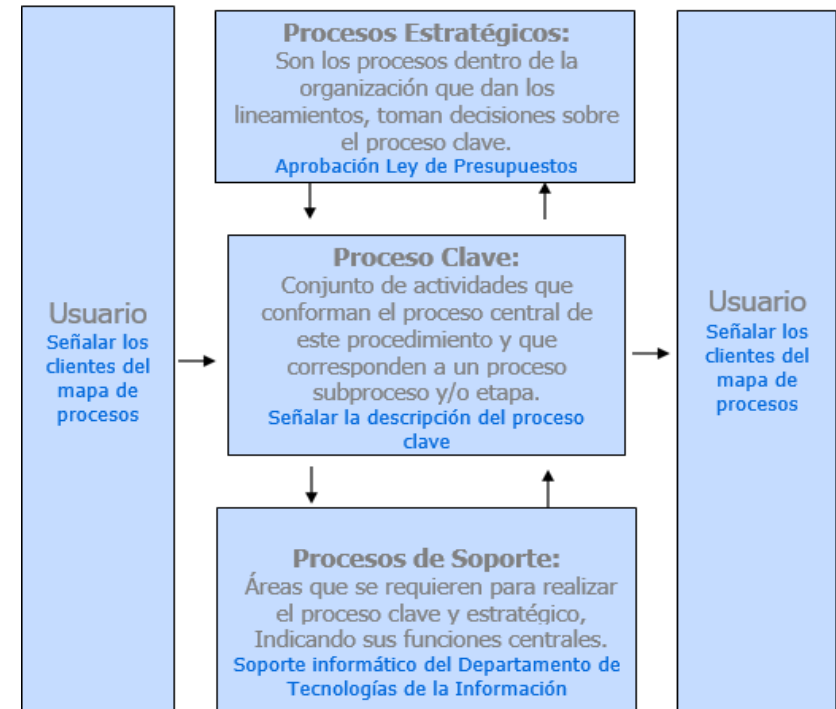 Procesos Estratégicos:
Son los procesos dentro de la
organización que dan los
lineamientos, toman decisiones sobre
el proceso clave.
Aprobación Ley de Presupuestos
Usuario
Señalar los
clientes del
mapa de
procesos
Proceso Clave:
Conjunto de actividades que
conforman el proceso central de
este procedimiento y que
corresponden a un proceso
subproceso y/o etapa.
Señalar la descripción del proceso
clave
Usuario
Señalar los
clientes del
mapa de
procesos
Procesos de Soporte:
Áreas que se requieren para realizar
el proceso clave y estratégico,
Indicando sus funciones centrales.
Soporte informático del Departamento de
Tecnologías de la Información